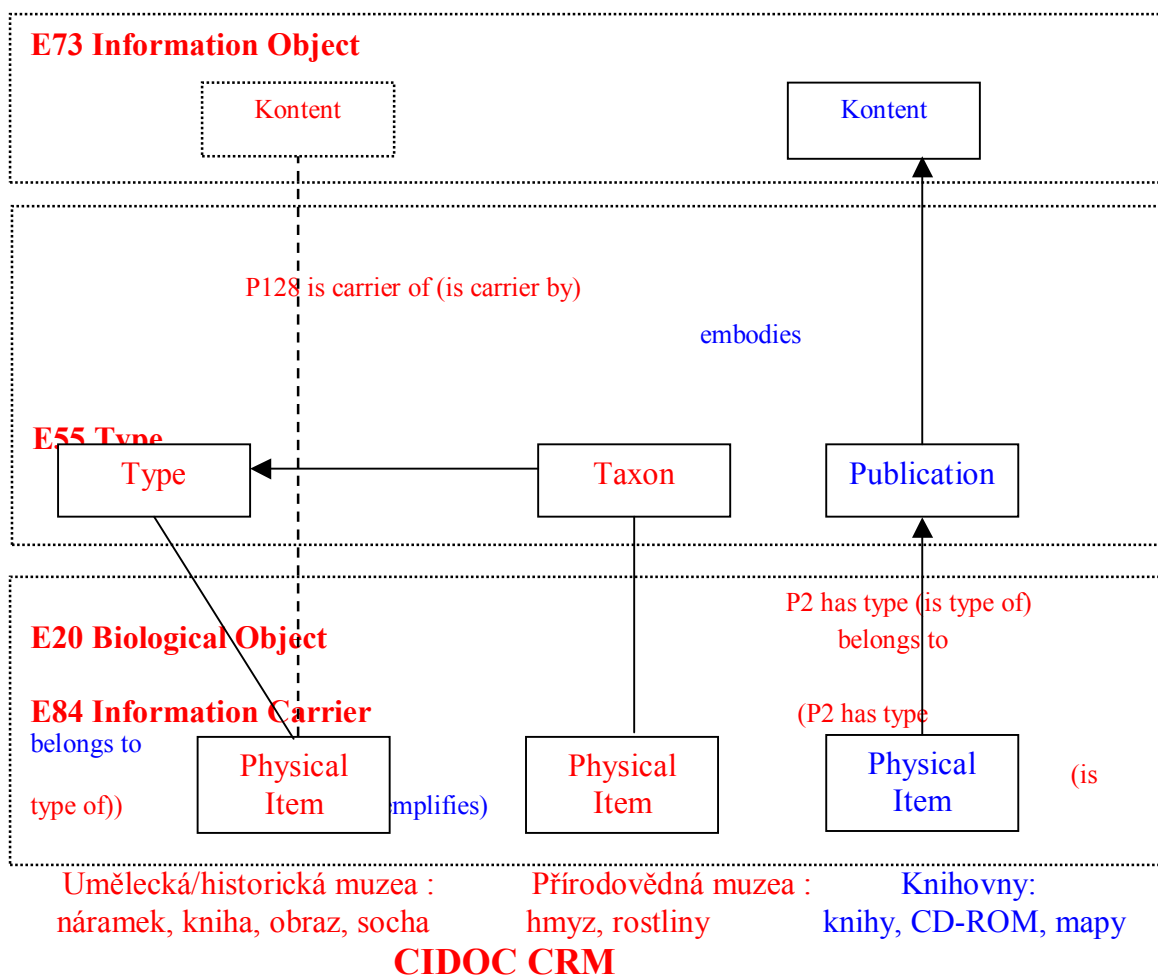 E73 Information Object
Kontent
Kontent
P128 is carrier of (is carrier by)
embodies
E55 Type
Type
Taxon
Publication
P2 has type (is type of)
E20 Biological Object
belongs to
E84 Information Carrier
(P2 has type
belongs to
Physical
Item
Physical
Item
Physical
Item
(is
type of))
emplifies)
Umělecká/historická muzea :
náramek, kniha, obraz, socha
Přírodovědná muzea :
hmyz, rostliny
Knihovny:
knihy, CD-ROM, mapy
CIDOC CRM